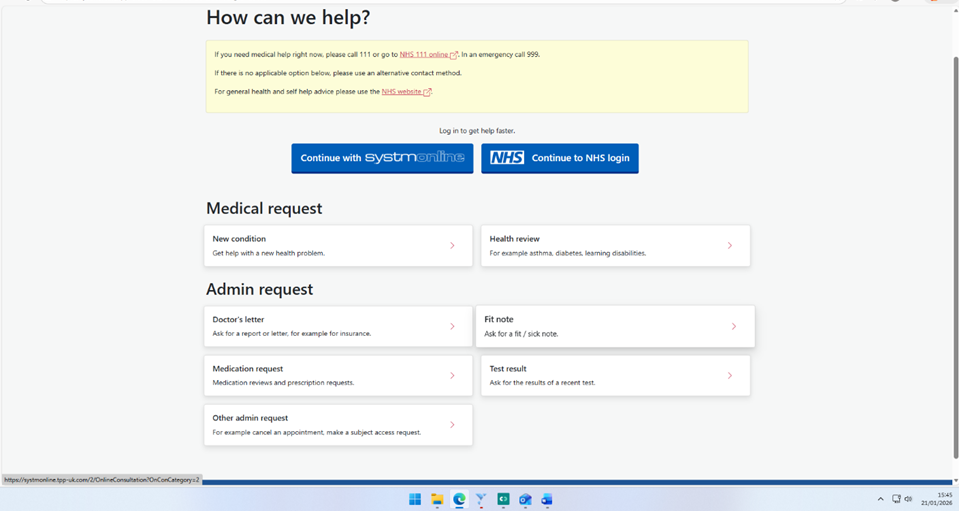 How can we help?
If you need medical help right now, please call 111 or go to NHS 111 online. In an emergency call 999.
If there is no applicable option below, please use an alternative contact method.
For general health and self help advice please use the NHS website.
Log in to get help faster.
Continue with systmonline
NHS Continue to NHS login
Medical request
New condition
Get help with a new health problem.
Health review
For example asthma, diabetes, learning disabilities.
Admin request
Doctor's letter
Ask for a report or letter, for example for insurance.
Fit note
Ask for a fit / sick note.
Medication request
Medication reviews and prescription requests.
Test result
Ask for the results of a recent test.
Other admin request
For example cancel an appointment, make a subject access request.
https://systmonline.tpp-uk.com/2/OnlineConsultation?OnConCategory=2
15:45
21/01/2026